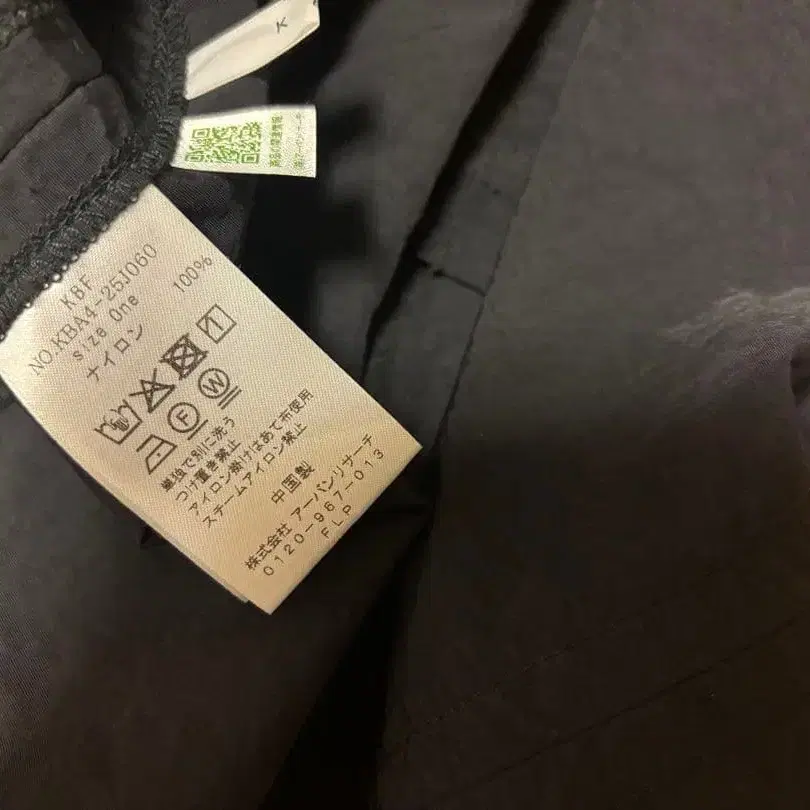 KBF
NO.KBA4-25J060
size One
ナイロン 100%
F W
単独で別に洗う
つけ置き禁止
アイロン掛けはあて布使用
スチームアイロン禁止
中国製
株式会社 アーバンリサーチ
0120-967-013
FLP